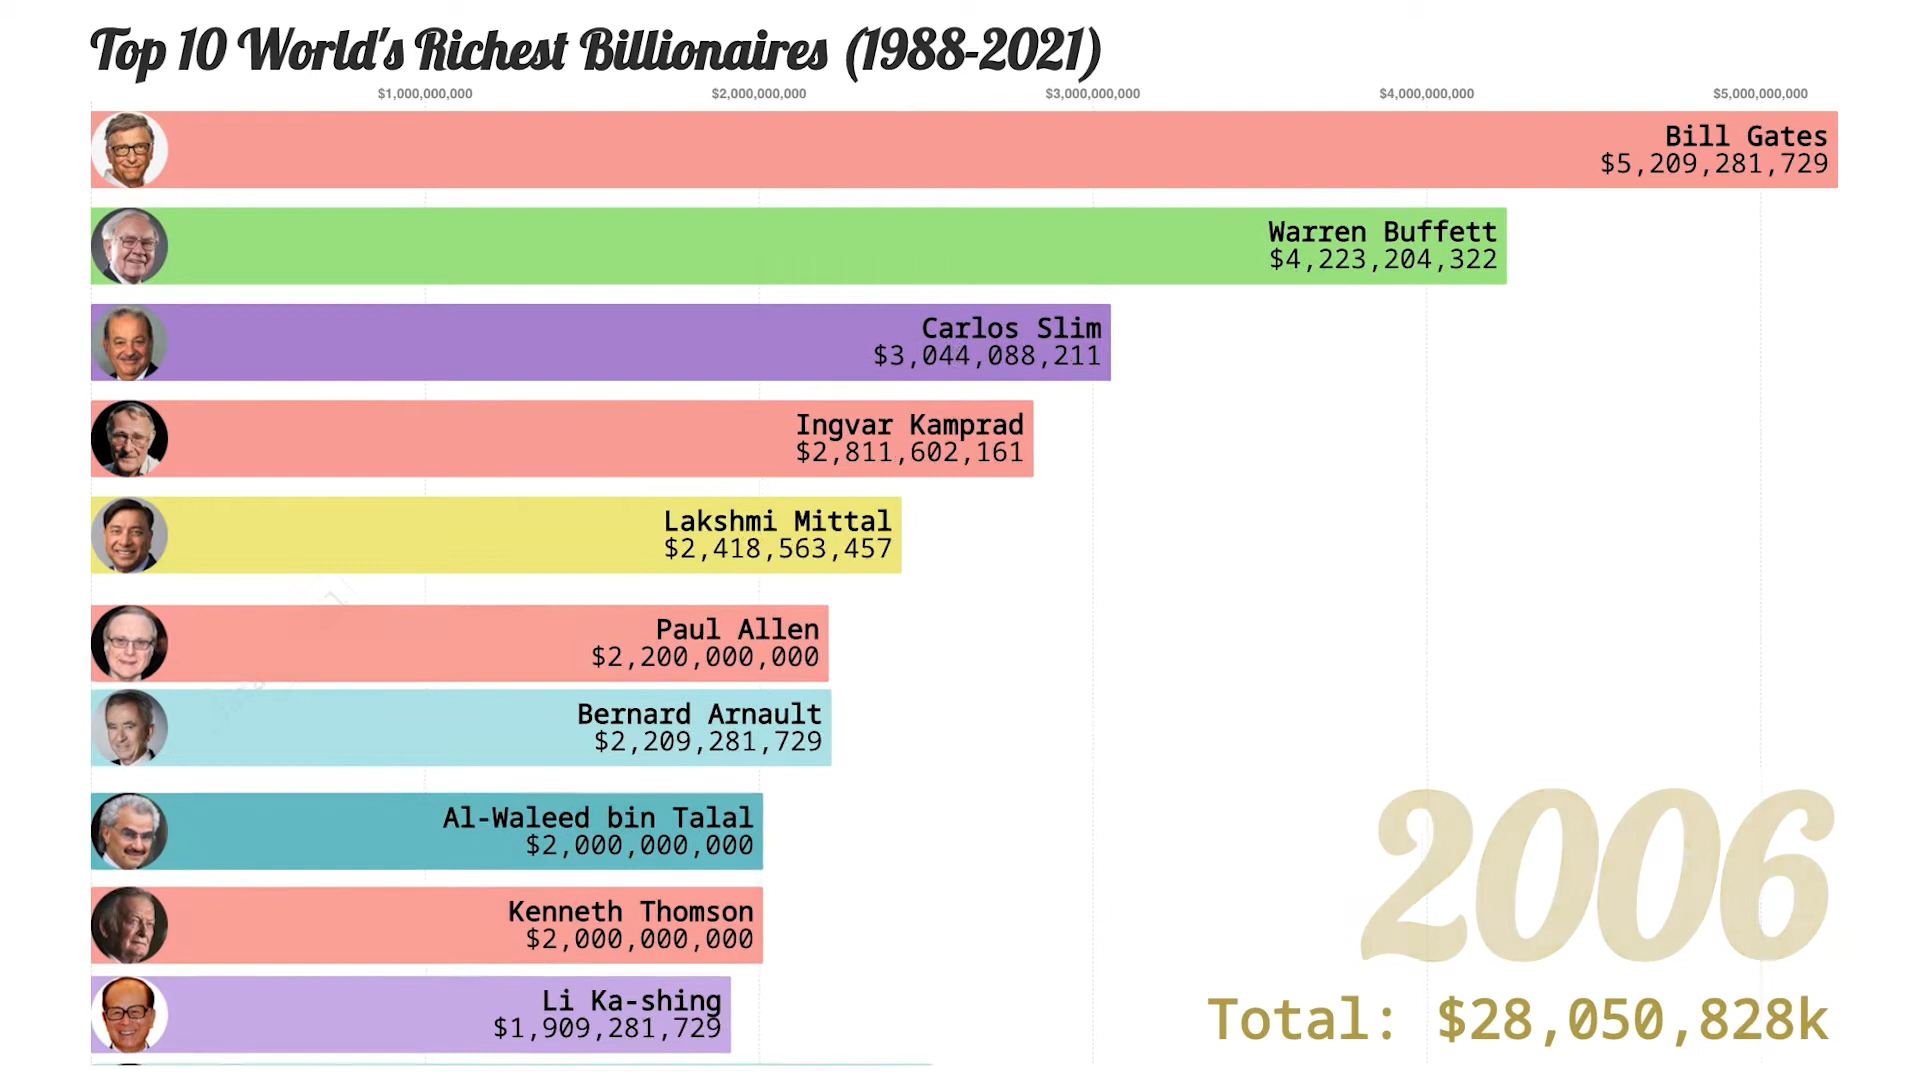 Top 10 World's Richest Billionaires (1988-2021)
$1,000,000,000 $2,000,000,000 $3,000,000,000 $4,000,000,000 $5,000,000,000
Bill Gates
$5,209,281,729
Warren Buffett
$4,223,204,322
Carlos Slim
$3,044,088,211
Ingvar Kamprad
$2,811,602,161
Lakshmi Mittal
$2,418,563,457
Paul Allen
$2,200,000,000
Bernard Arnault
$2,209,281,729
Al-Waleed bin Talal
$2,000,000,000
Kenneth Thomson
$2,000,000,000
Li Ka-shing
$1,909,281,729
2006
Total: $28,050,828k